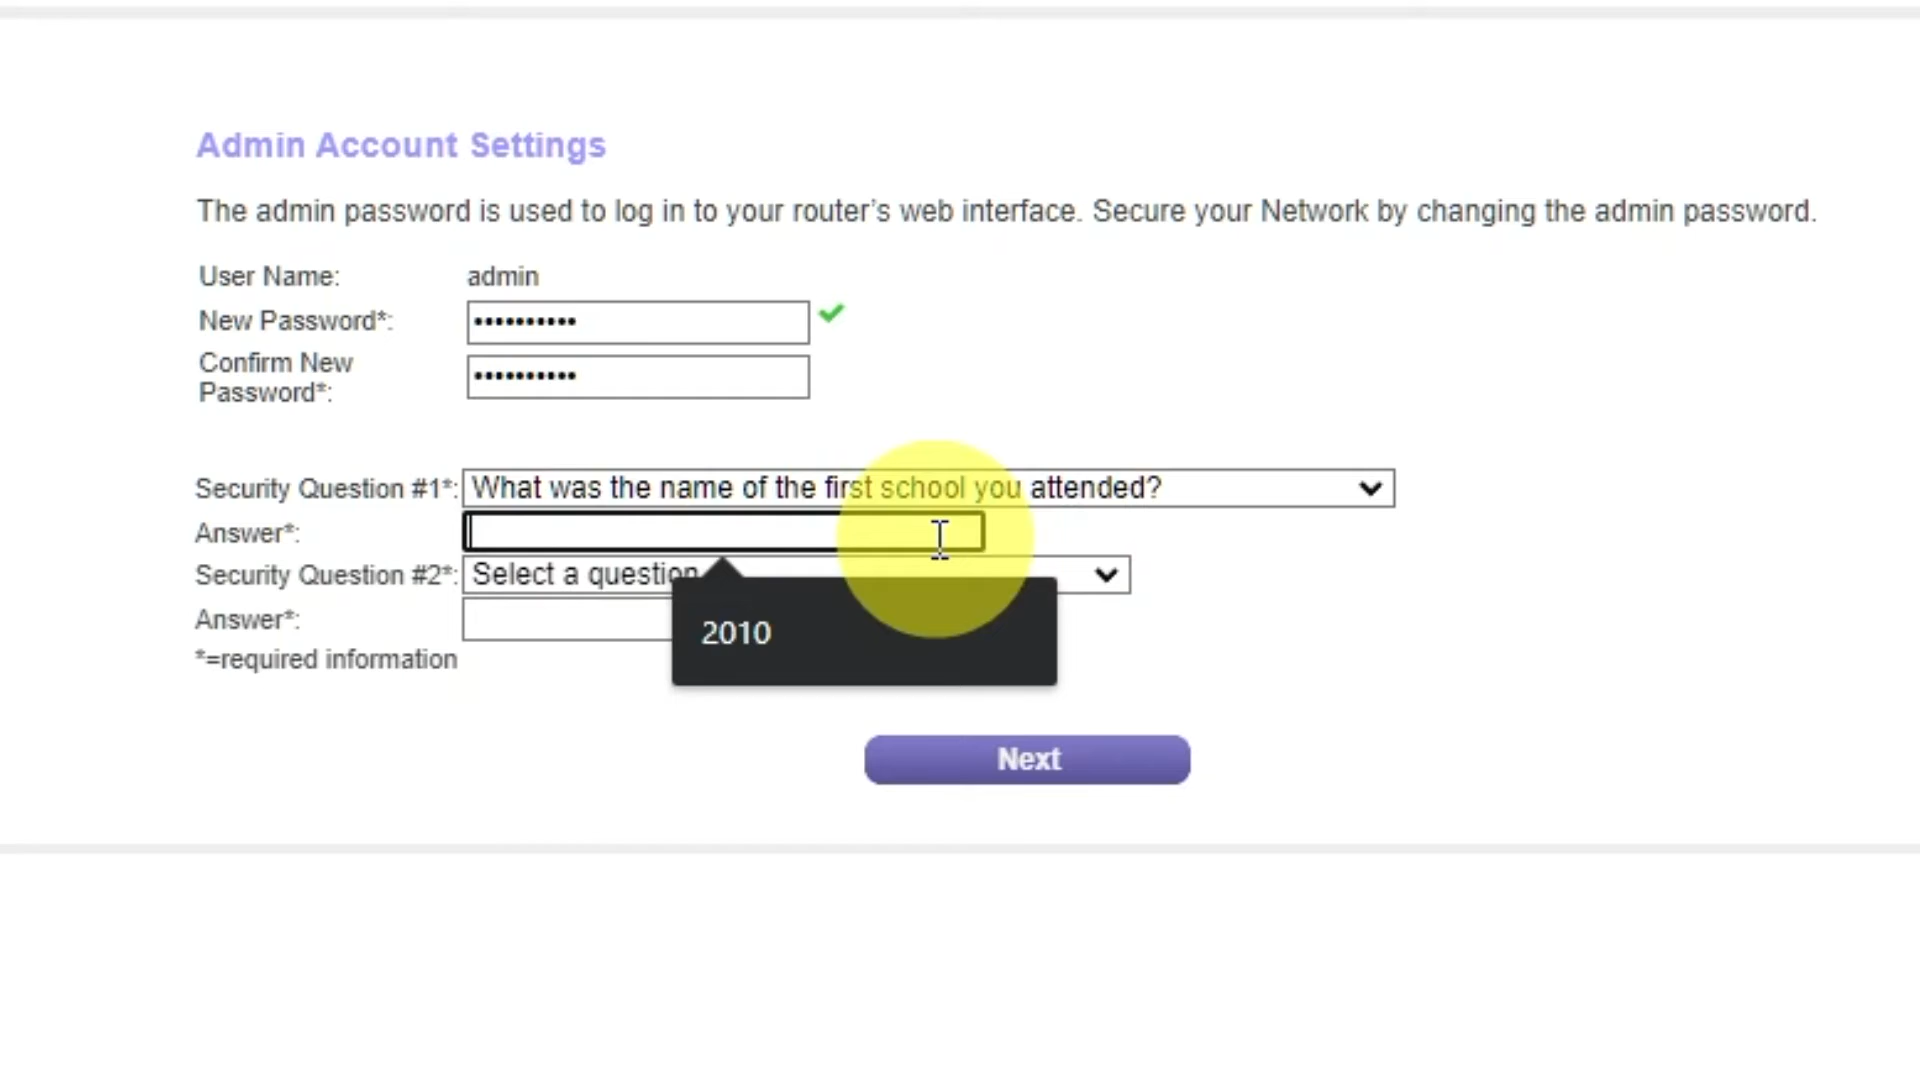 Admin Account Settings
The admin password is used to log in to your router's web interface. Secure your Network by changing the admin password.
User Name: admin
New Password*: ••••••••••
Confirm New
Password*: ••••••••••
Security Question #1*: What was the name of the first school you attended?
Answer*:
Security Question #2*: Select a question
Answer*:
2010
*=required information
Next